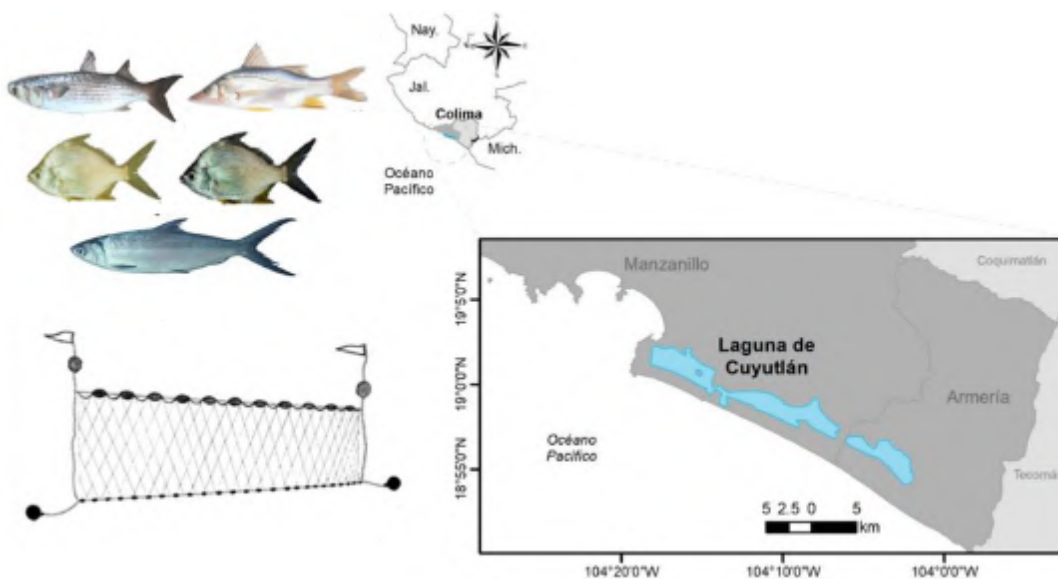 Nay.
N
Jal.
Colima
Mich.
Océano
Pacífico
Manzanillo
Coquimatlán
19°5'0"N
Laguna de
Cuyutlán
19°0'0"N
Armería
Océano
Pacífico
18°55'0"N
Tecomá
5 2.5 0 5
km
104°20'0"W 104°10'0"W 104°0'0"W